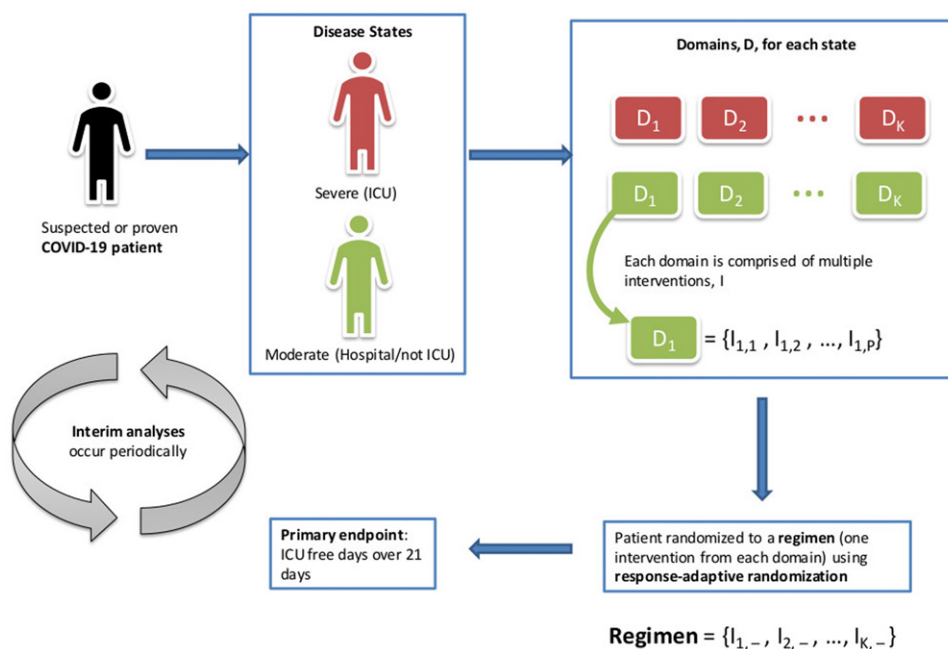 Disease States
Severe (ICU)
Moderate (Hospital/not ICU)
Suspected or proven
COVID-19 patient
Domains, D, for each state
D₁ D₂ ••• D_K
D₁ D₂ ••• D_K
Each domain is comprised of multiple
interventions, I
D₁ = {I₁,₁ , I₁,₂ , ..., I₁,P}
Interim analyses
occur periodically
Patient randomized to a regimen (one
intervention from each domain) using
response-adaptive randomization
Primary endpoint:
ICU free days over 21
days
Regimen = {I₁,₋ , I₂,₋ , ..., I_K,₋}